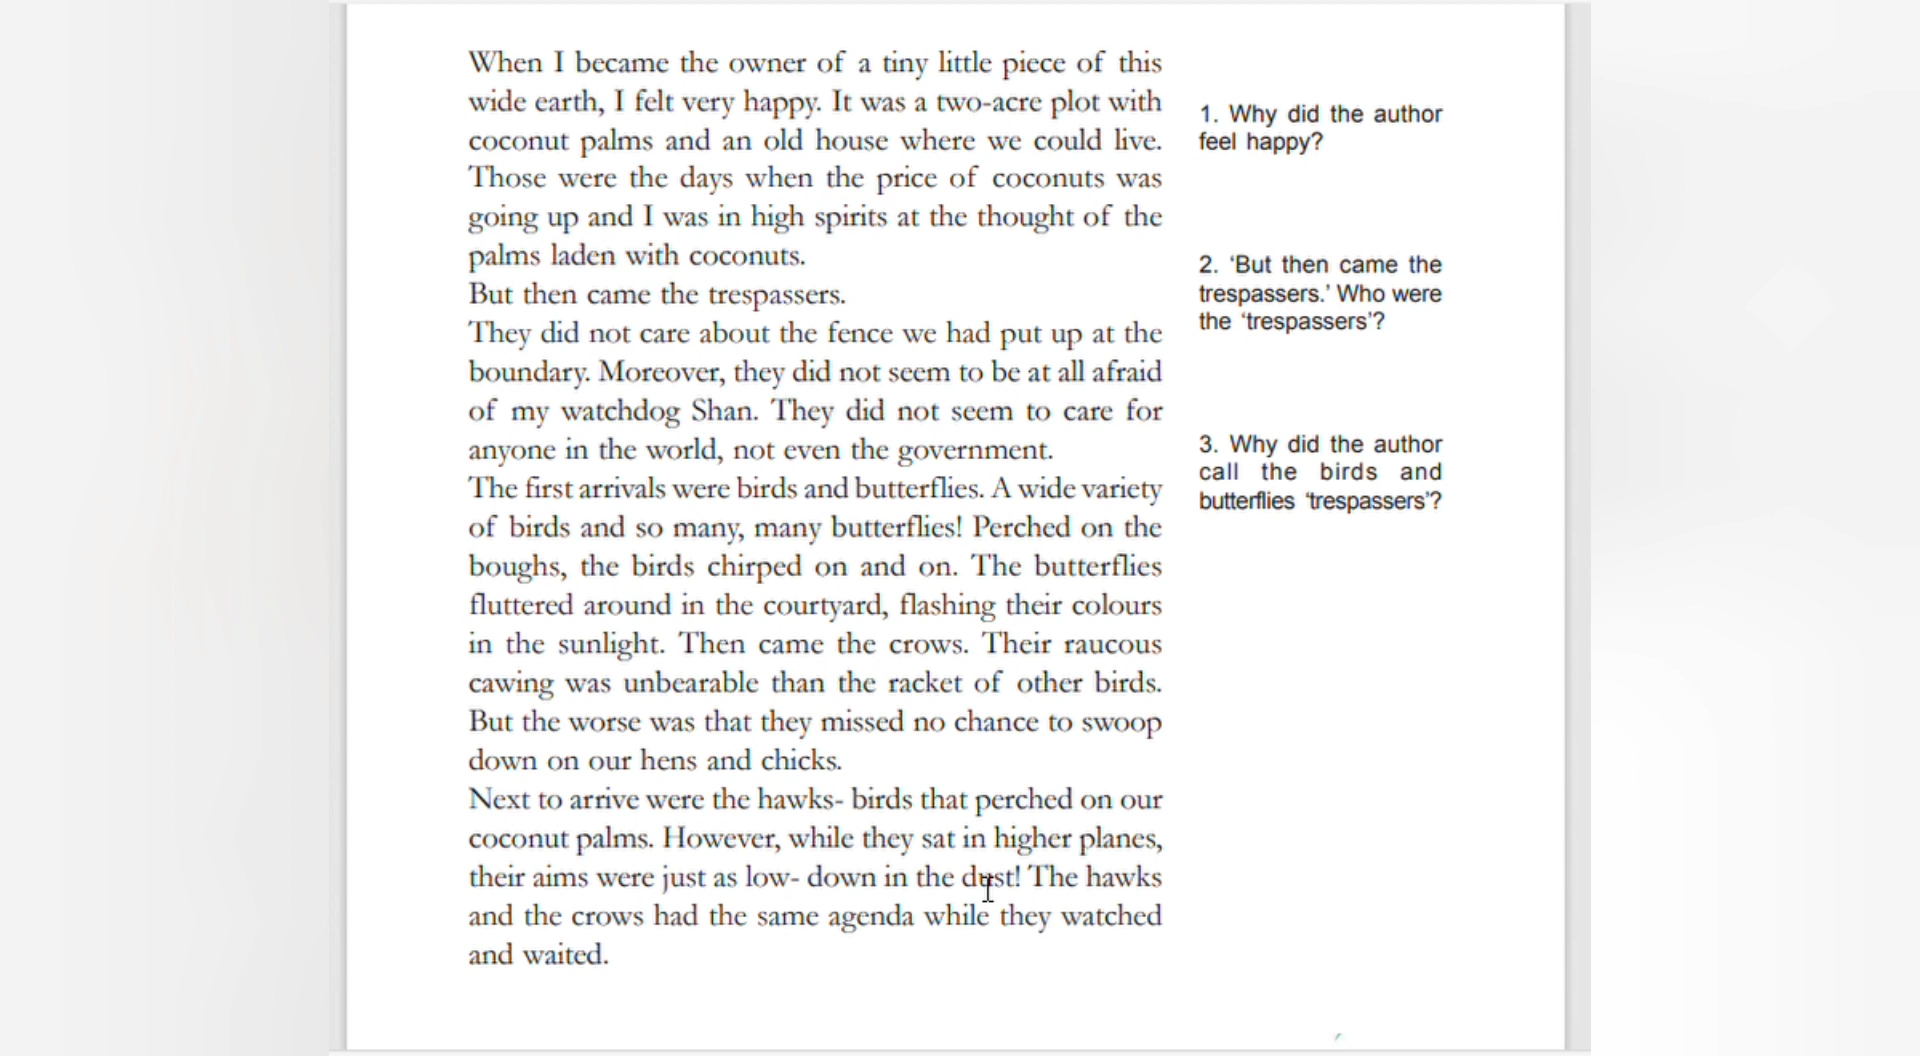 When I became the owner of a tiny little piece of this
wide earth, I felt very happy. It was a two-acre plot with
coconut palms and an old house where we could live.
Those were the days when the price of coconuts was
going up and I was in high spirits at the thought of the
palms laden with coconuts.
But then came the trespassers.
They did not care about the fence we had put up at the
boundary. Moreover, they did not seem to be at all afraid
of my watchdog Shan. They did not seem to care for
anyone in the world, not even the government.
The first arrivals were birds and butterflies. A wide variety
of birds and so many, many butterflies! Perched on the
boughs, the birds chirped on and on. The butterflies
fluttered around in the courtyard, flashing their colours
in the sunlight. Then came the crows. Their raucous
cawing was unbearable than the racket of other birds.
But the worse was that they missed no chance to swoop
down on our hens and chicks.
Next to arrive were the hawks- birds that perched on our
coconut palms. However, while they sat in higher planes,
their aims were just as low- down in the dust! The hawks
and the crows had the same agenda while they watched
and waited.
1. Why did the author
feel happy?
2. ‘But then came the
trespassers.’ Who were
the ‘trespassers’?
3. Why did the author
call the birds and
butterflies ‘trespassers’?